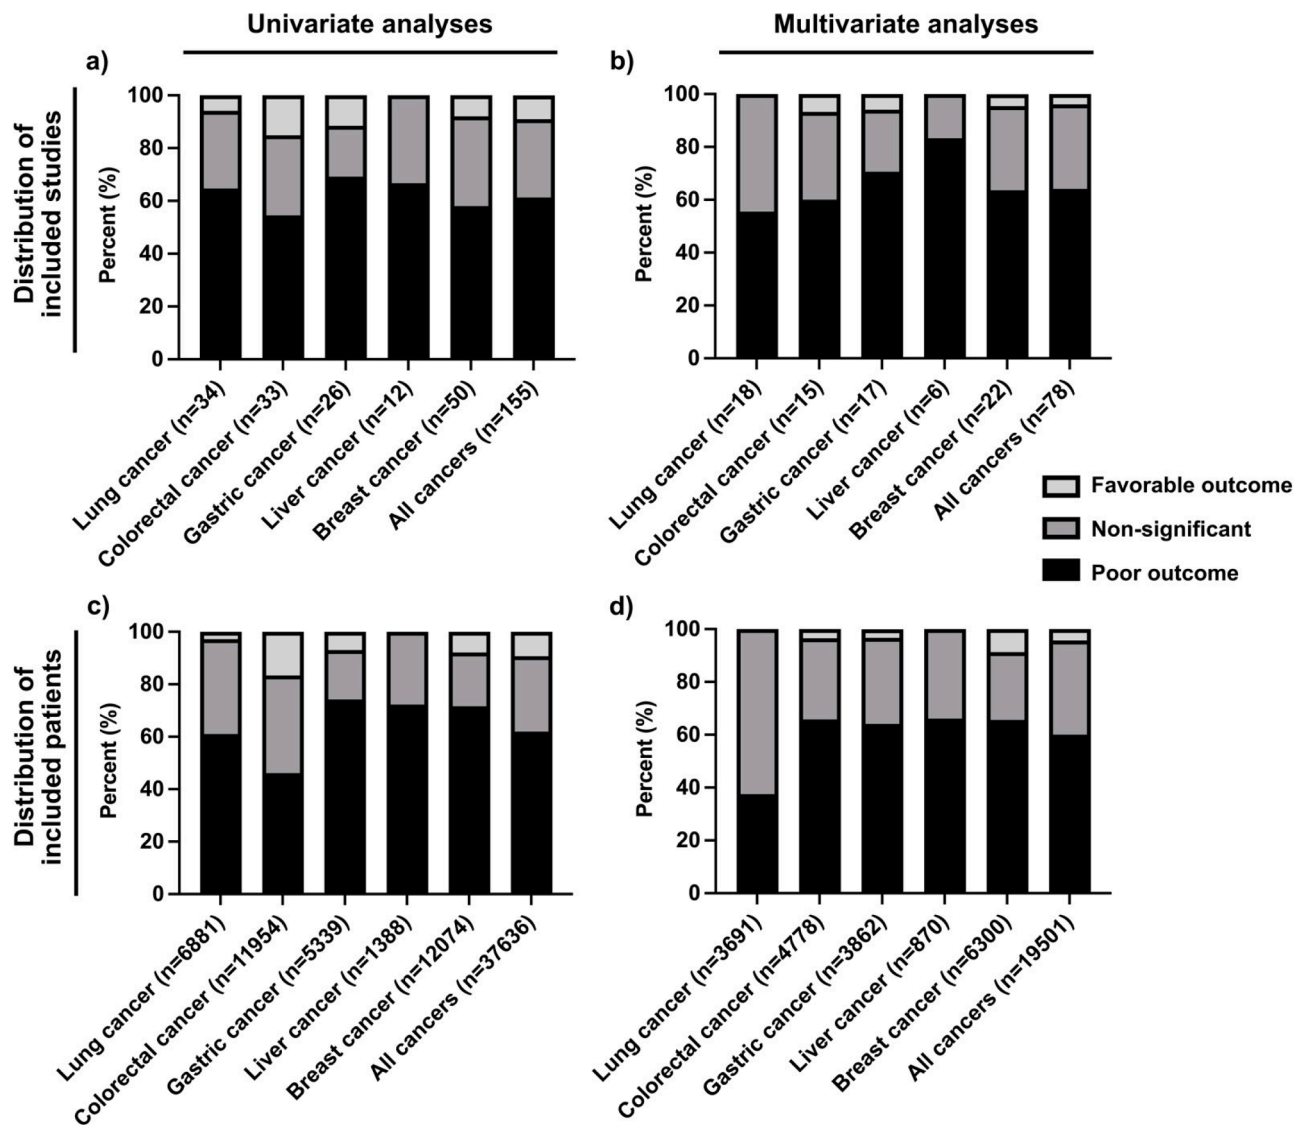 Univariate analyses
Multivariate analyses
Distribution of
included studies
a)
Percent (%)
100
80
60
40
20
0
Lung cancer (n=34)
Colorectal cancer (n=33)
Gastric cancer (n=26)
Liver cancer (n=12)
Breast cancer (n=50)
All cancers (n=155)
b)
Percent (%)
100
80
60
40
20
0
Lung cancer (n=18)
Colorectal cancer (n=15)
Gastric cancer (n=17)
Liver cancer (n=6)
Breast cancer (n=22)
All cancers (n=78)
Favorable outcome
Non-significant
Poor outcome
Distribution of
included patients
c)
Percent (%)
100
80
60
40
20
0
Lung cancer (n=6881)
Colorectal cancer (n=11954)
Gastric cancer (n=5339)
Liver cancer (n=1388)
Breast cancer (n=12074)
All cancers (n=37636)
d)
Percent (%)
100
80
60
40
20
0
Lung cancer (n=3691)
Colorectal cancer (n=4778)
Gastric cancer (n=3862)
Liver cancer (n=870)
Breast cancer (n=6300)
All cancers (n=19501)